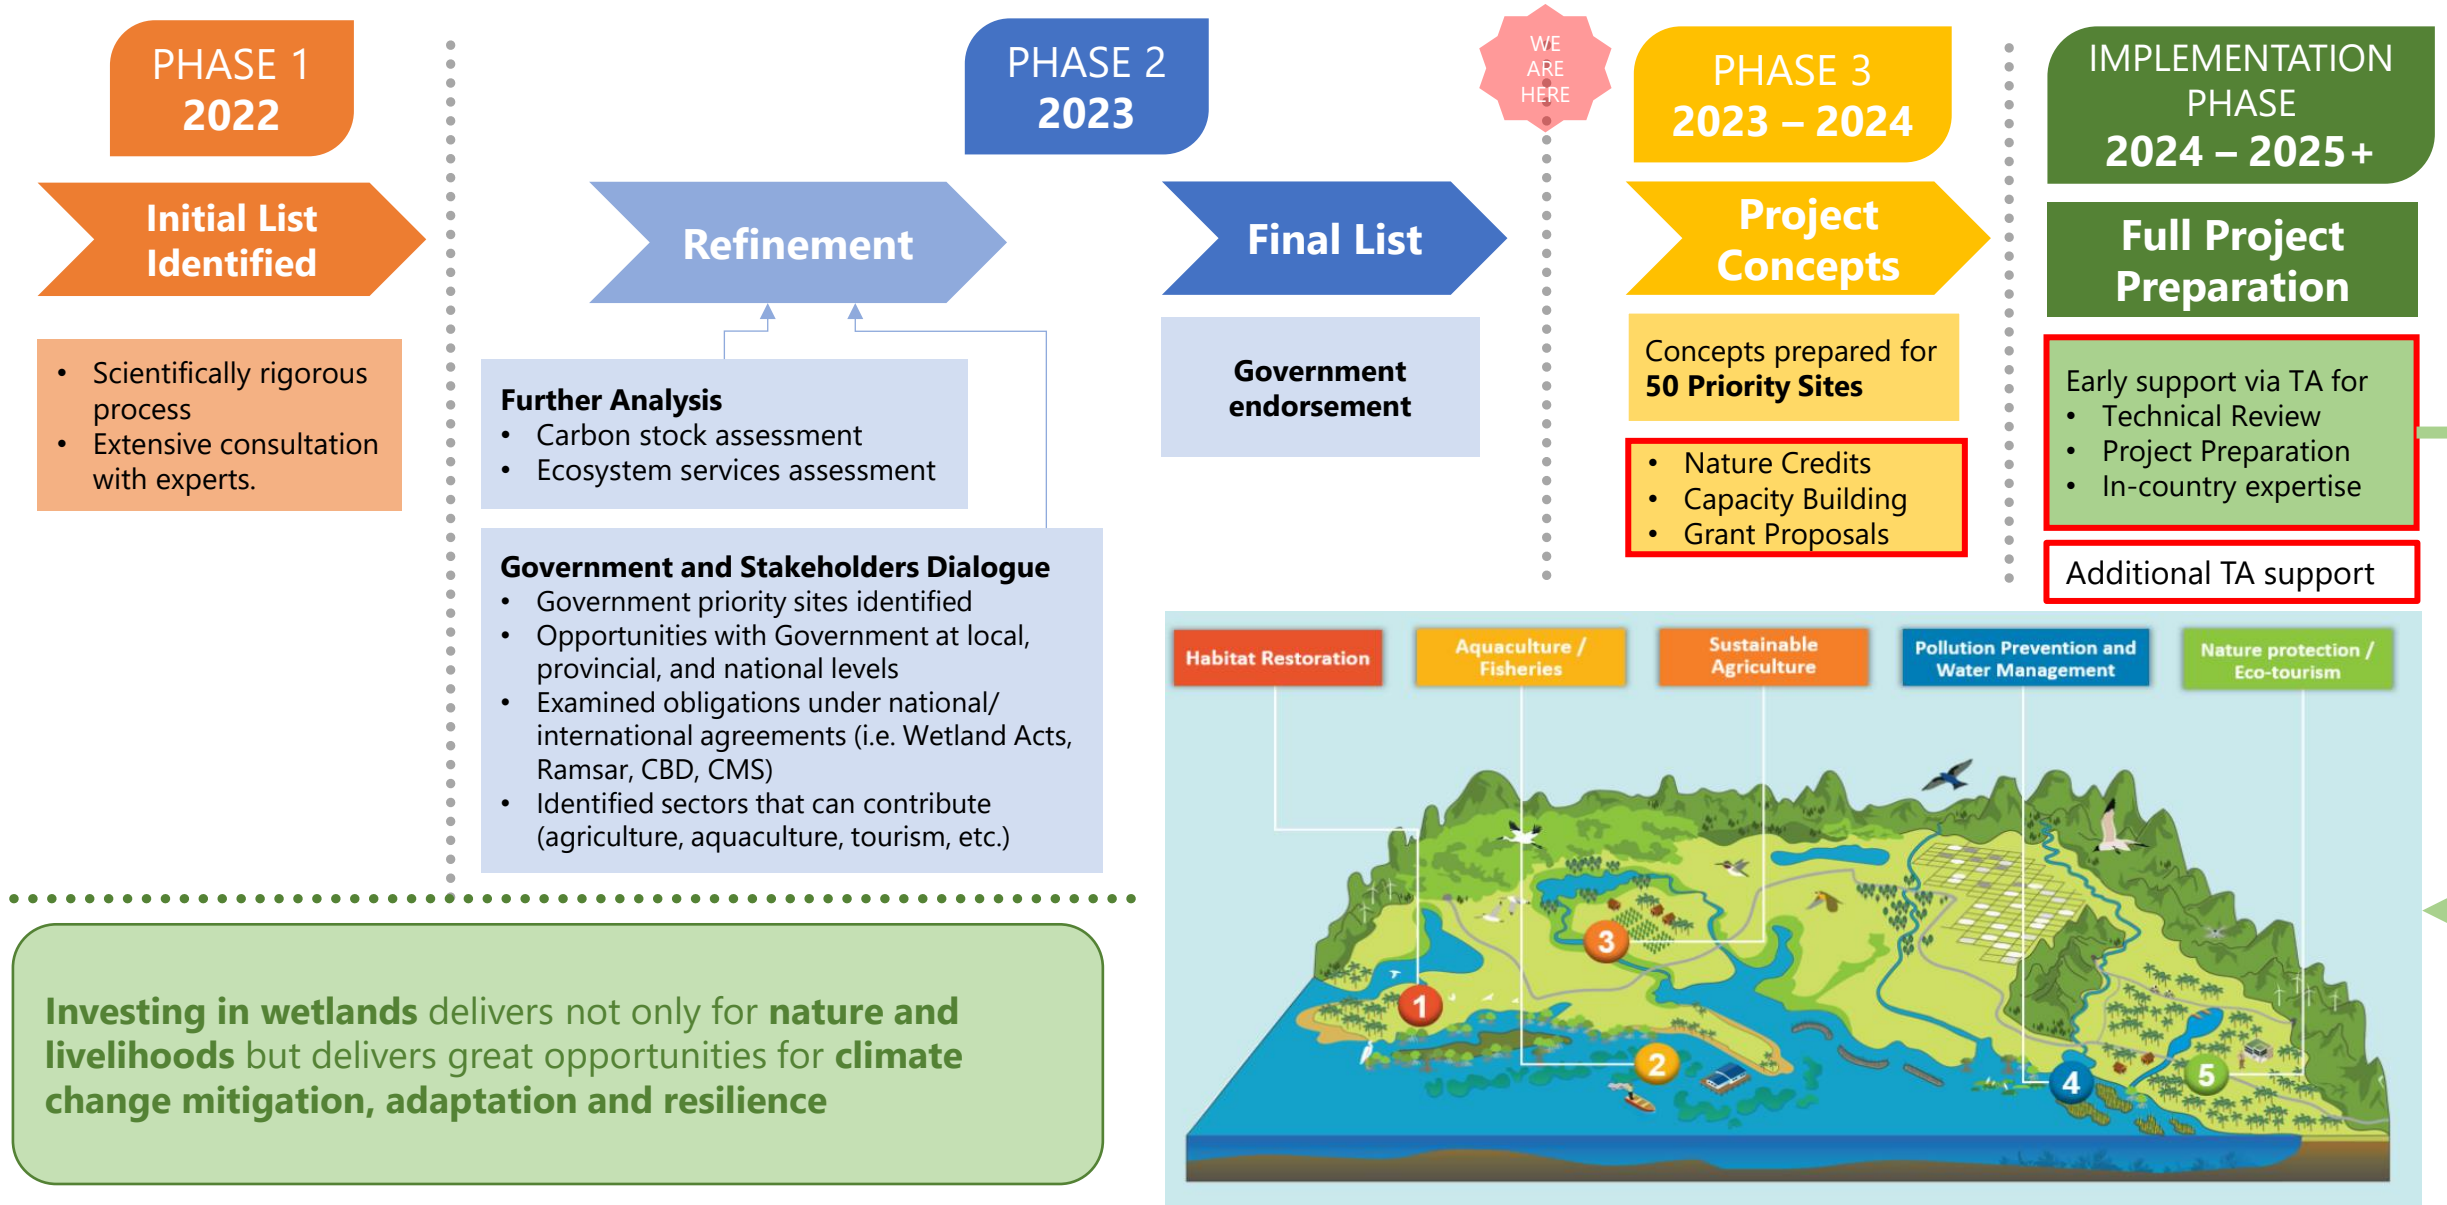 PHASE 1
2022
Initial List
Identified
• Scientifically rigorous
process
• Extensive consultation
with experts.
PHASE 2
2023
Refinement
Further Analysis
• Carbon stock assessment
• Ecosystem services assessment
Government and Stakeholders Dialogue
• Government priority sites identified
• Opportunities with Government at local,
provincial, and national levels
• Examined obligations under national/
international agreements (i.e. Wetland Acts,
Ramsar, CBD, CMS)
• Identified sectors that can contribute
(agriculture, aquaculture, tourism, etc.)
Final List
Government
endorsement
WE
ARE
HERE
PHASE 3
2023 – 2024
Project
Concepts
Concepts prepared for
50 Priority Sites
• Nature Credits
• Capacity Building
• Grant Proposals
IMPLEMENTATION
PHASE
2024 – 2025+
Full Project
Preparation
Early support via TA for
• Technical Review
• Project Preparation
• In-country expertise
Additional TA support
Habitat Restoration
Aquaculture /
Fisheries
Sustainable
Agriculture
Pollution Prevention and
Water Management
Nature protection /
Eco-tourism
3
1
2
4
5
Investing in wetlands delivers not only for nature and
livelihoods but delivers great opportunities for climate
change mitigation, adaptation and resilience